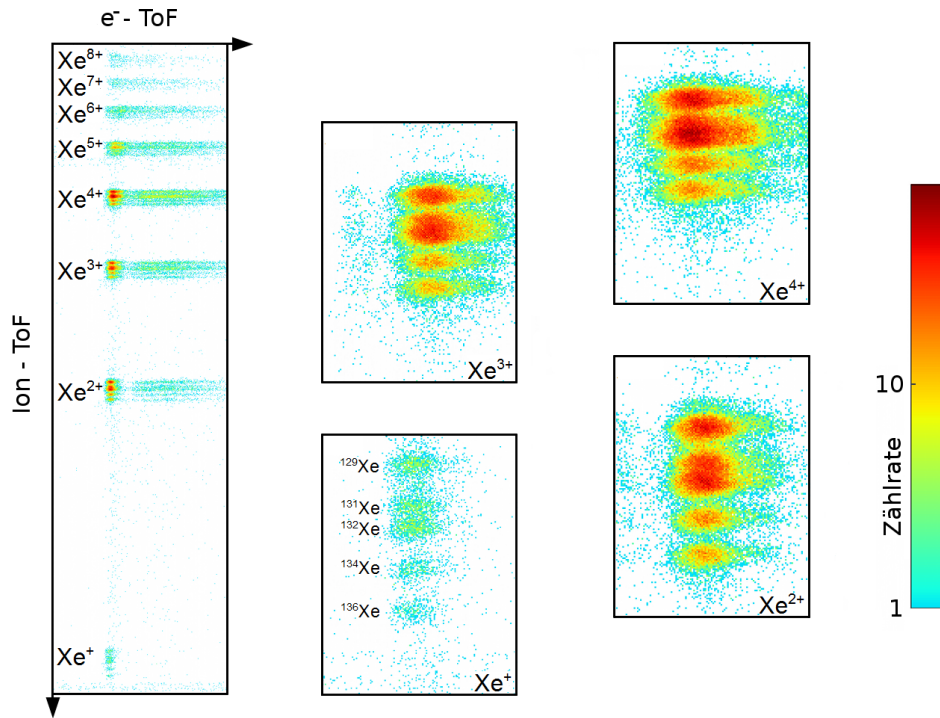 e⁻- ToF
Ion - ToF
Xe⁸⁺
Xe⁷⁺
Xe⁶⁺
Xe⁵⁺
Xe⁴⁺
Xe³⁺
Xe²⁺
Xe⁺
Xe³⁺
¹²⁹Xe
¹³¹Xe
¹³²Xe
¹³⁴Xe
¹³⁶Xe
Xe⁺
Xe⁴⁺
Xe²⁺
10
1
Zählrate